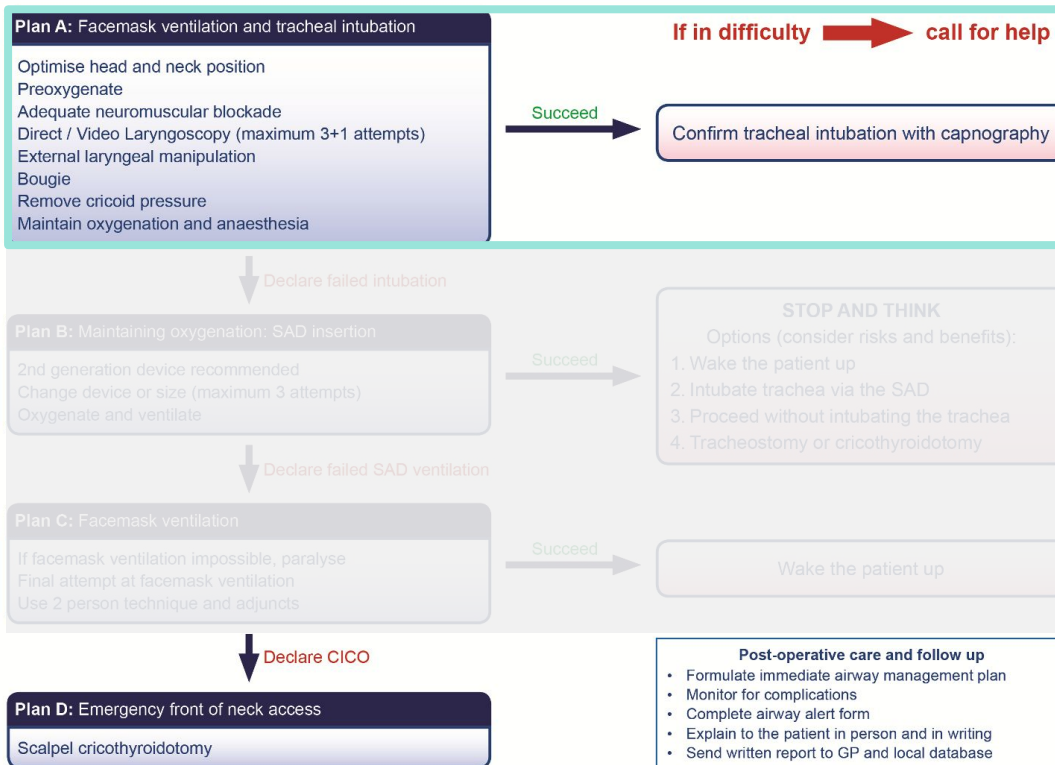 Plan A: Facemask ventilation and tracheal intubation
Optimise head and neck position
Preoxygenate
Adequate neuromuscular blockade
Direct / Video Laryngoscopy (maximum 3+1 attempts)
External laryngeal manipulation
Bougie
Remove cricoid pressure
Maintain oxygenation and anaesthesia
If in difficulty call for help
Succeed
Confirm tracheal intubation with capnography
Declare failed intubation
Plan B: Maintaining oxygenation: SAD insertion
2nd generation device recommended
Change device or size (maximum 3 attempts)
Oxygenate and ventilate
Succeed
STOP AND THINK
Options (consider risks and benefits):
1. Wake the patient up
2. Intubate trachea via the SAD
3. Proceed without intubating the trachea
4. Tracheostomy or cricothyroidotomy
Declare failed SAD ventilation
Plan C: Facemask ventilation
If facemask ventilation impossible, paralyse
Final attempt at facemask ventilation
Use 2 person technique and adjuncts
Succeed
Wake the patient up
Declare CICO
Plan D: Emergency front of neck access
Scalpel cricothyroidotomy
Post-operative care and follow up
• Formulate immediate airway management plan
• Monitor for complications
• Complete airway alert form
• Explain to the patient in person and in writing
• Send written report to GP and local database